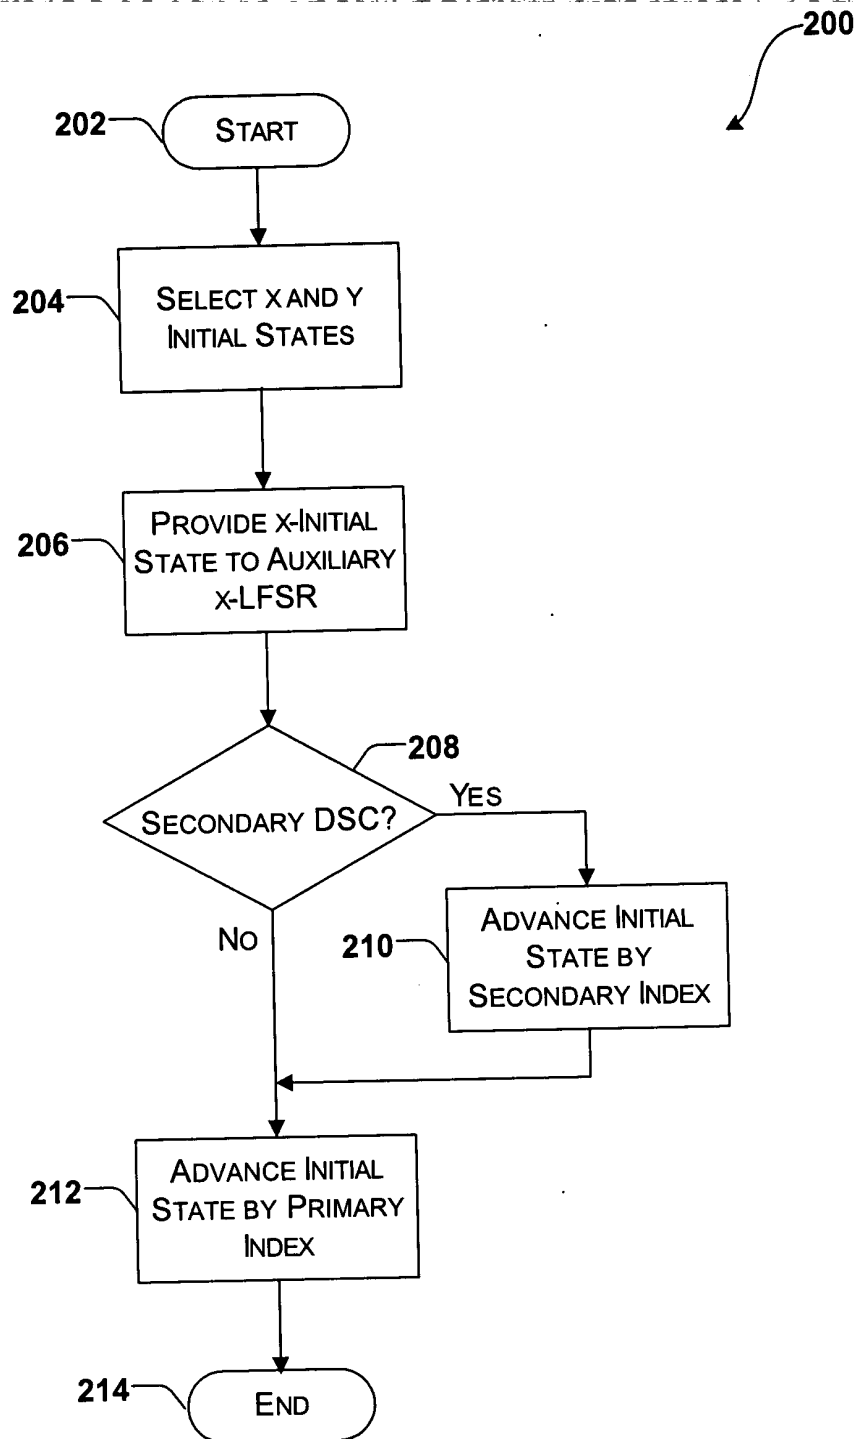 200
202
START
204
SELECT X AND Y
INITIAL STATES
206
PROVIDE X-INITIAL
STATE TO AUXILIARY
X-LFSR
208
SECONDARY DSC?
YES
NO
210
ADVANCE INITIAL
STATE BY
SECONDARY INDEX
212
ADVANCE INITIAL
STATE BY PRIMARY
INDEX
214
END